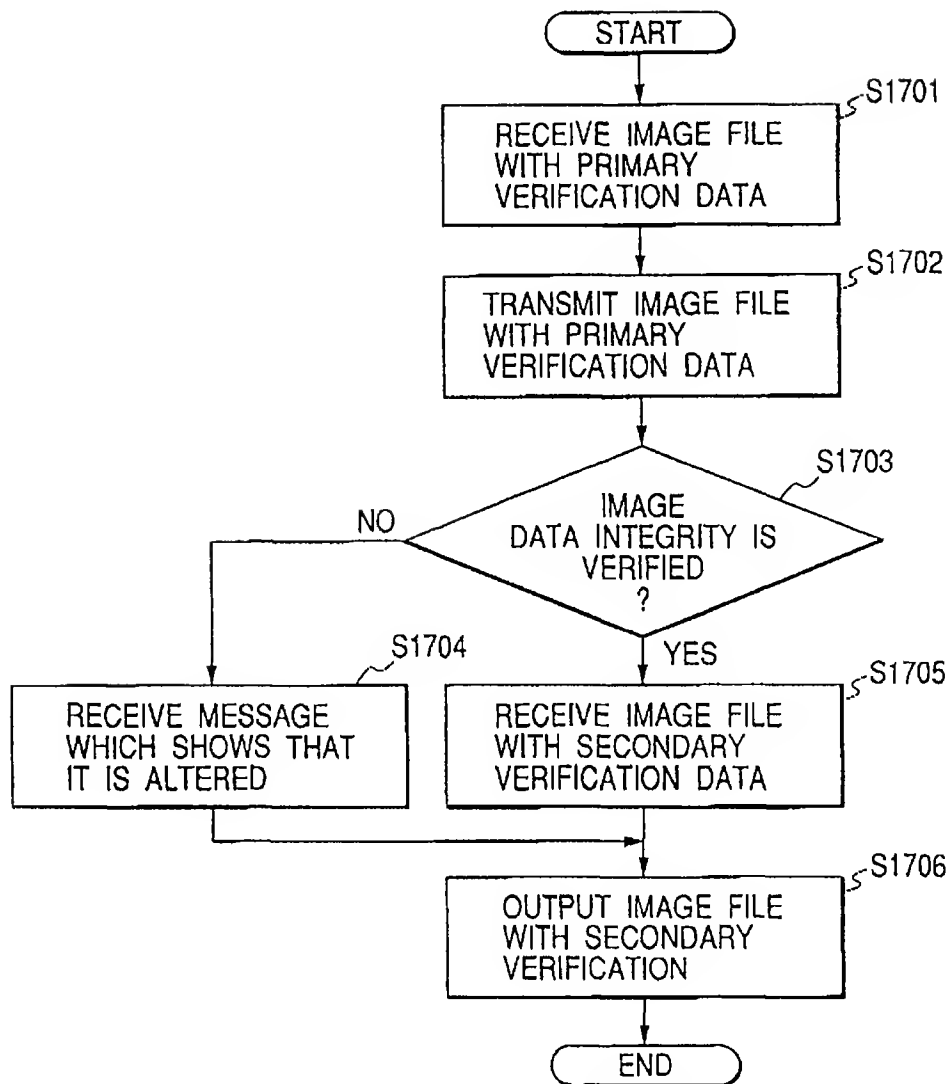 START
S1701
RECEIVE IMAGE FILE
WITH PRIMARY
VERIFICATION DATA
S1702
TRANSMIT IMAGE FILE
WITH PRIMARY
VERIFICATION DATA
S1703
IMAGE
DATA INTEGRITY IS
VERIFIED
?
NO
YES
S1704
RECEIVE MESSAGE
WHICH SHOWS THAT
IT IS ALTERED
S1705
RECEIVE IMAGE FILE
WITH SECONDARY
VERIFICATION DATA
S1706
OUTPUT IMAGE FILE
WITH SECONDARY
VERIFICATION
END